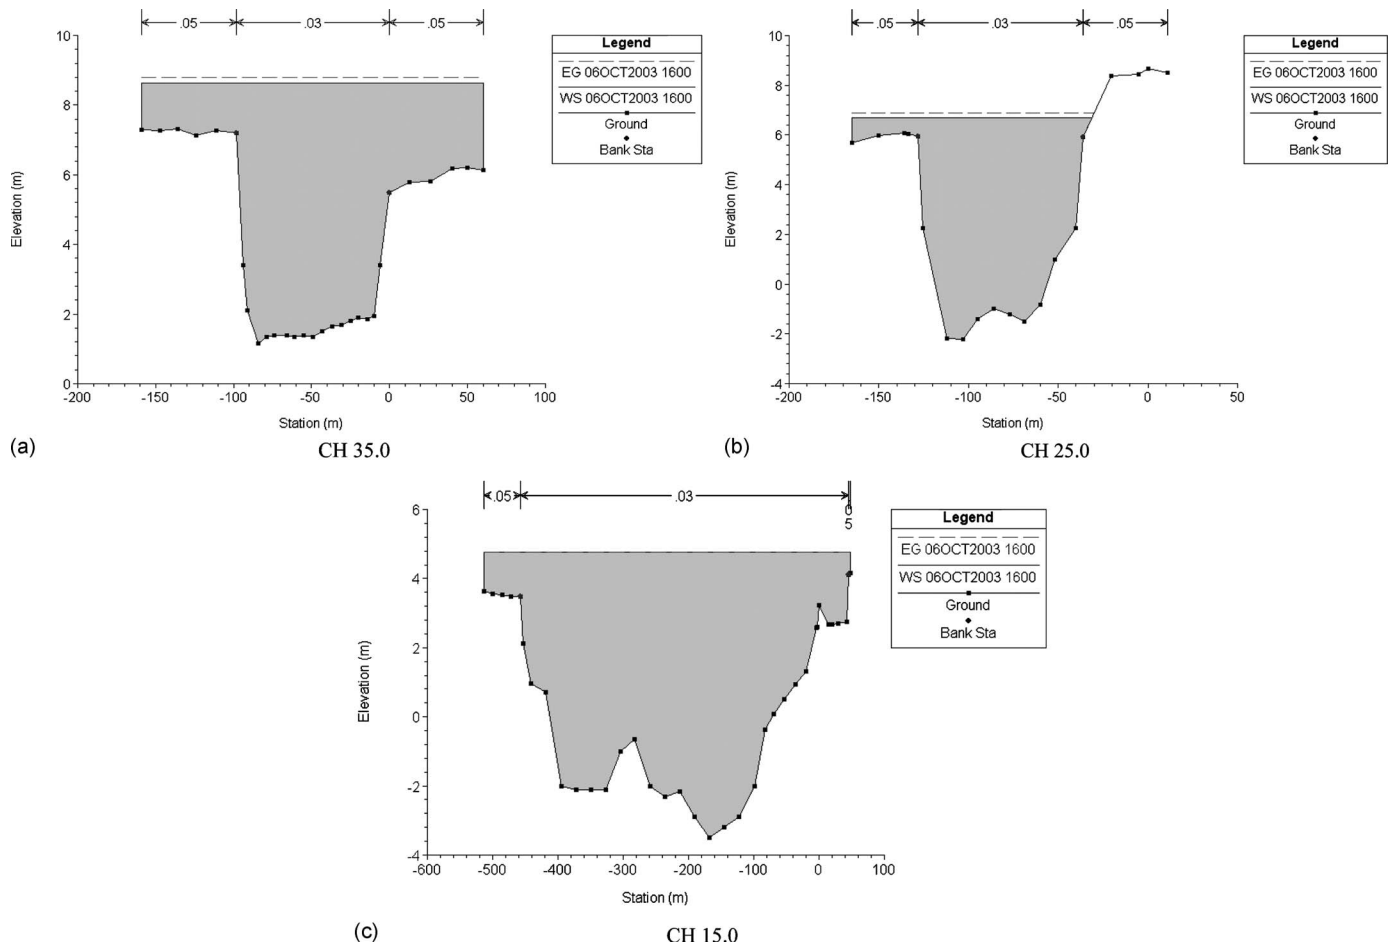 .05 .03 .05
10
8
6
4
2
0
-200 -150 -100 -50 0 50 100
Elevation (m)
Station (m)
Legend
EG 06OCT2003 1600
WS 06OCT2003 1600
Ground
Bank Sta
(a)
CH 35.0
.05 .03 .05
10
8
6
4
2
0
-2
-4
-200 -150 -100 -50 0 50
Elevation (m)
Station (m)
Legend
EG 06OCT2003 1600
WS 06OCT2003 1600
Ground
Bank Sta
(b)
CH 25.0
.05 .03
0
5
6
4
2
0
-2
-4
-600 -500 -400 -300 -200 -100 0 100
Elevation (m)
Station (m)
Legend
EG 06OCT2003 1600
WS 06OCT2003 1600
Ground
Bank Sta
(c)
CH 15.0